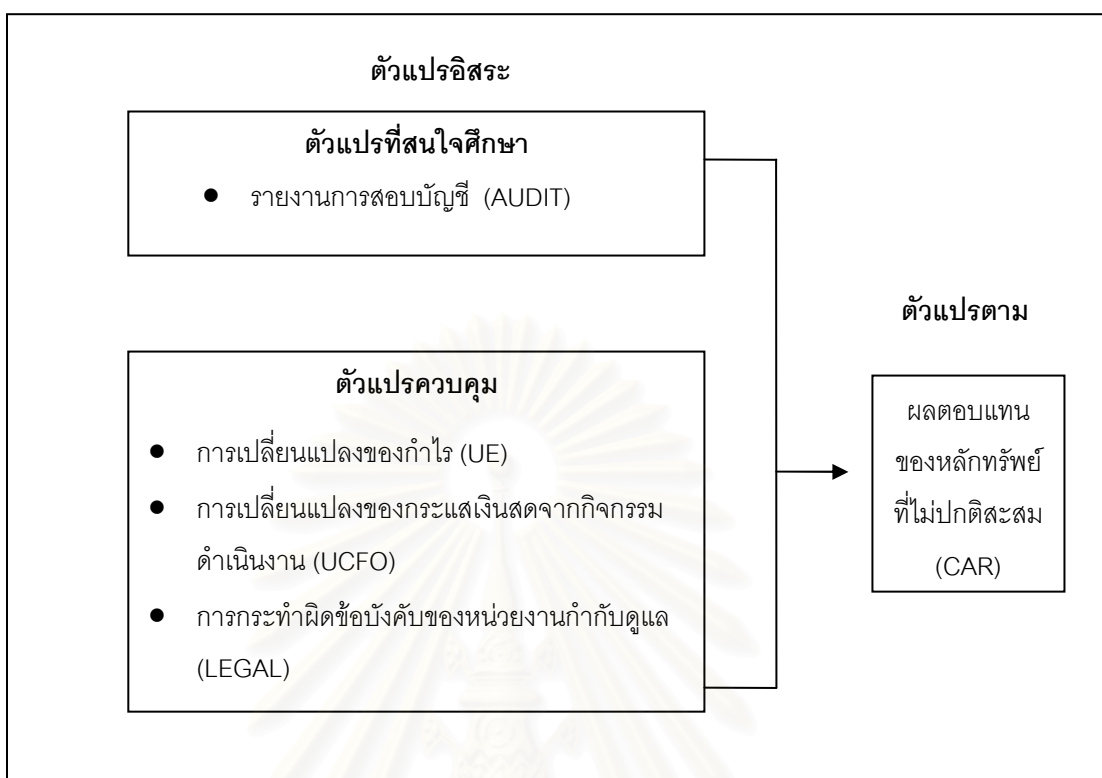 ตัวแปรอิสระ
ตัวแปรที่สนใจศึกษา
● รายงานการสอบบัญชี (AUDIT)
ตัวแปรควบคุม
● การเปลี่ยนแปลงของกำไร (UE)
● การเปลี่ยนแปลงของกระแสเงินสดจากกิจกรรม
ดำเนินงาน (UCFO)
● การกระทำผิดข้อบังคับของหน่วยงานกำกับดูแล
(LEGAL)
ตัวแปรตาม
ผลตอบแทน
ของหลักทรัพย์
ที่ไม่ปกติสะสม
(CAR)